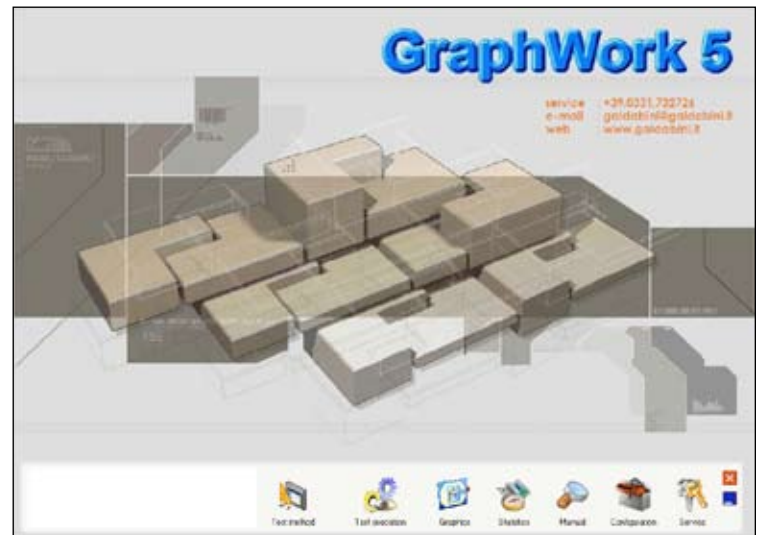 GraphWork 5
service +39.0331.732726
e-mail galdabini@galdabini.it
web www.galdabini.it
Test method Test execution Graphics Statistics Manual Configuration Service